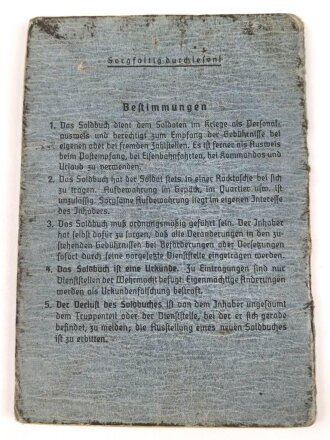 Sorgfältig durchlesen!
Bestimmungen
1. Das Soldbuch dient dem Soldaten im Kriege als Personal-
ausweis und berechtigt zum Empfang der Gebührnisse bei
eigenen oder bei fremden Zahlstellen. Es ist ferner als Ausweis
beim Postempfang, bei Eisenbahnfahrten, bei Kommandos und
Urlaub zu verwenden.
2. Das Soldbuch hat der Soldat stets in einer Rocktasche bei sich
zu tragen. Aufbewahrung im Gepäck, im Quartier usw. ist
unzulässig. Sorgsame Aufbewahrung liegt im eigenen Interesse
des Inhabers.
3. Das Soldbuch muß ordnungsmäßig geführt sein. Der Inhaber
hat selbst dafür zu sorgen, daß alle Veränderungen in den zu-
stehenden Gebührnissen bei Beförderungen oder Versetzungen
sofort durch seine vorgesetzte Dienststelle eingetragen werden.
4. Das Soldbuch ist eine Urkunde. Zu Eintragungen sind nur
Dienststellen der Wehrmacht befugt. Eigenmächtige Änderungen
werden als Urkundenfälschung bestraft.
5. Der Verlust des Soldbuches ist von dem Inhaber ungesäumt
dem Truppenteil oder der Dienststelle, bei der er sich gerade
befindet, zu melden; die Ausstellung eines neuen Soldbuches
ist zu erbitten.